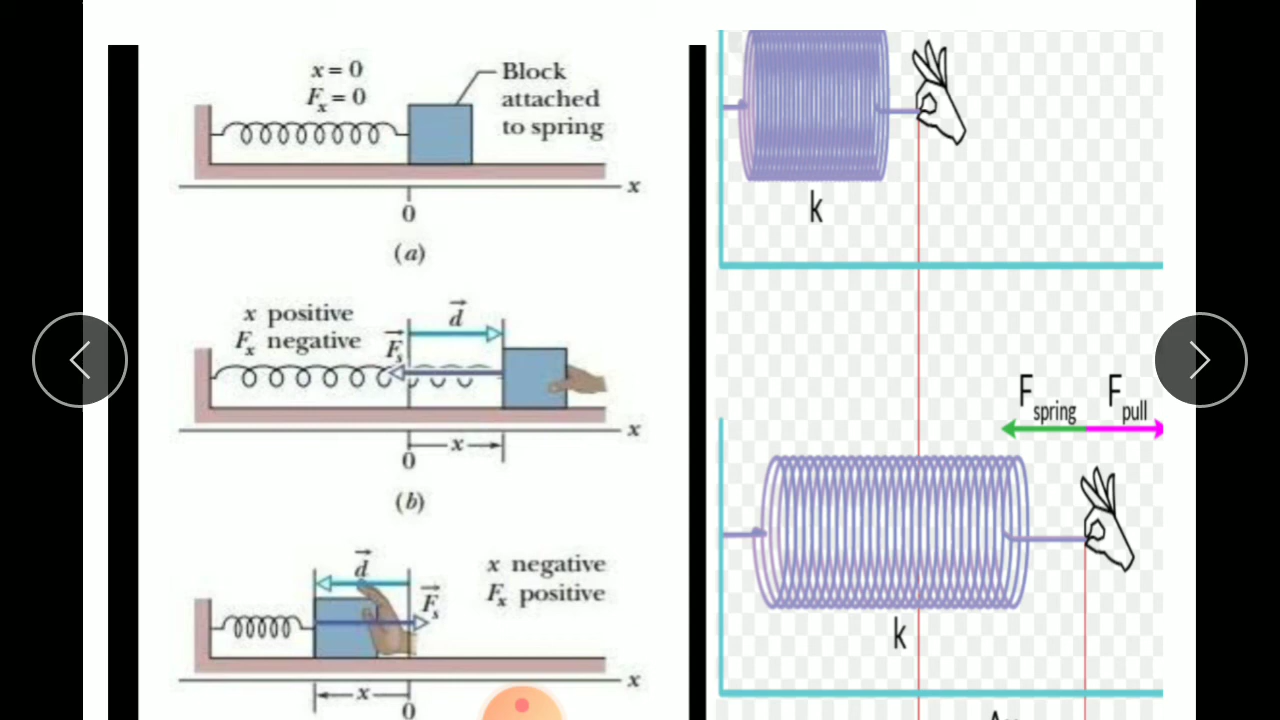 x = 0
Fx = 0
Block
attached
to spring
x
0
(a)
x positive
Fx negative
d
Fs
x
x
0
(b)
d
x negative
Fx positive
Fs
x
x
0
k
Fspring
Fpull
k